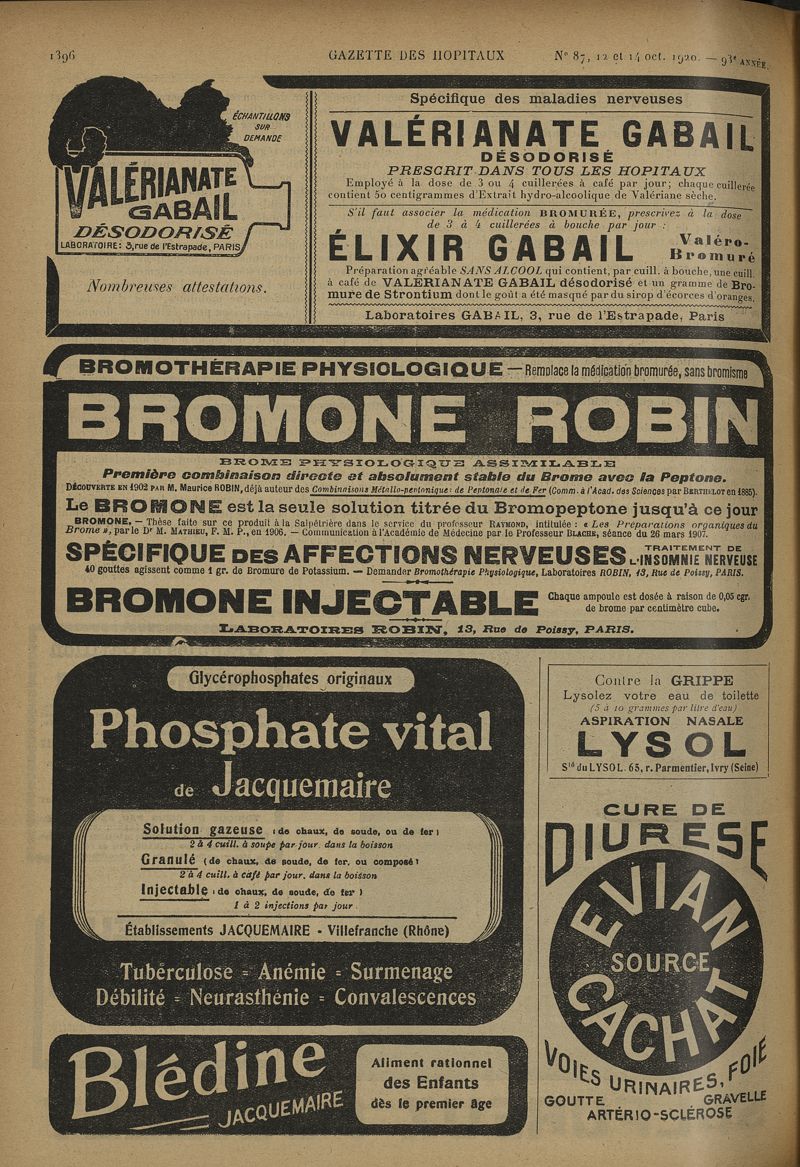 1396
GAZETTE DES HOPITAUX
N° 87, 12 et 14 oct. 1920. — 93e ANNÉE.
ÉCHANTILLONS
SUR
DEMANDE
VALÉRIANATE
GABAIL
DÉSODORISÉ
LABORATOIRE: 3, rue de l'Estrapade, PARIS
Nombreuses attestations.
Spécifique des maladies nerveuses
VALÉRIANATE GABAIL
DÉSODORISÉ
PRESCRIT DANS TOUS LES HOPITAUX
Employé à la dose de 3 ou 4 cuillerées à café par jour; chaque cuillerée
contient 50 centigrammes d'Extrait hydro-alcoolique de Valériane sèche.
S'il faut associer la médication BROMURÉE, prescrivez à la dose
de 3 à 4 cuillerées à bouche par jour :
ÉLIXIR GABAIL Valéro-
Bromuré
Préparation agréable SANS ALCOOL qui contient, par cuill. à bouche, une cuill.
à café de VALÉRIANATE GABAIL désodorisé et un gramme de Bro-
mure de Strontium dont le goût a été masqué par du sirop d'écorces d'oranges.
Laboratoires GABAIL, 3, rue de l'Estrapade, Paris
BROMOTHÉRAPIE PHYSIOLOGIQUE — Remplace la médication bromurée, sans bromisme
BROMONE ROBIN
BROME PHYSIOLOGIQUE ASSIMILABLE
Première combinaison directe et absolument stable du Brome avec la Peptone.
DÉCOUVERTE EN 1902 PAR M. Maurice ROBIN, déjà auteur des Combinaisons Métallo-peptonique: de Peptonate et de Fer (Comm. à l'Acad. des Sciences par BERTHELOT en 1885).
Le BROMONE est la seule solution titrée du Bromopeptone jusqu'à ce jour
BROMONE. — Thèse faite sur ce produit à la Salpêtrière dans le service du professeur RAYMOND, intitulée : « Les Préparations organiques du
Brome », par le Dr M. MATHIEU, F. M. P., en 1906. — Communication à l'Académie de Médecine par le Professeur BLACHE, séance du 26 mars 1907.
SPÉCIFIQUE DES AFFECTIONS NERVEUSES TRAITEMENT DE
L'INSOMNIE NERVEUSE
40 gouttes agissent comme 1 gr. de Bromure de Potassium. — Demander Bromothérapie Physiologique, Laboratoires ROBIN, 13, Rue de Poissy, PARIS.
BROMONE INJECTABLE Chaque ampoule est dosée à raison de 0,05 cgr.
de brome par centimètre cube.
LABORATOIRES ROBIN, 13, Rue de Poissy, PARIS.
Glycérophosphates originaux
Phosphate vital
de Jacquemaire
Solution gazeuse (de chaux, de soude, ou de fer)
2 à 4 cuill. à soupe par jour dans la boisson
Granulé (de chaux, de soude, de fer, ou composé)
2 à 4 cuill. à café par jour, dans la boisson
Injectable (de chaux, de soude, de fer)
1 à 2 injections par jour
Établissements JACQUEMAIRE - Villefranche (Rhône)
Tuberculose = Anémie = Surmenage
Débilité = Neurasthénie = Convalescences
Blédine
JACQUEMAIRE
Aliment rationnel
des Enfants
dès le premier âge
Contre la GRIPPE
Lysolez votre eau de toilette
(5 à 10 grammes par litre d'eau)
ASPIRATION NASALE
LYSOL
Sté du LYSOL. 65, r. Parmentier, Ivry (Seine)
CURE DE
DIURESE
EVIAN
SOURCE
CACHAT
VOIES URINAIRES, FOIE
GOUTTE GRAVELLE
ARTÉRIO-SCLÉROSE